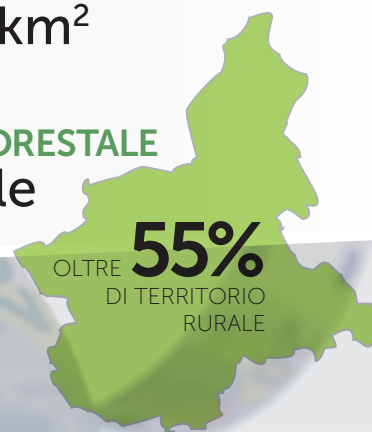 km²
ORESTALE
le
OLTRE 55%
DI TERRITORIO
RURALE